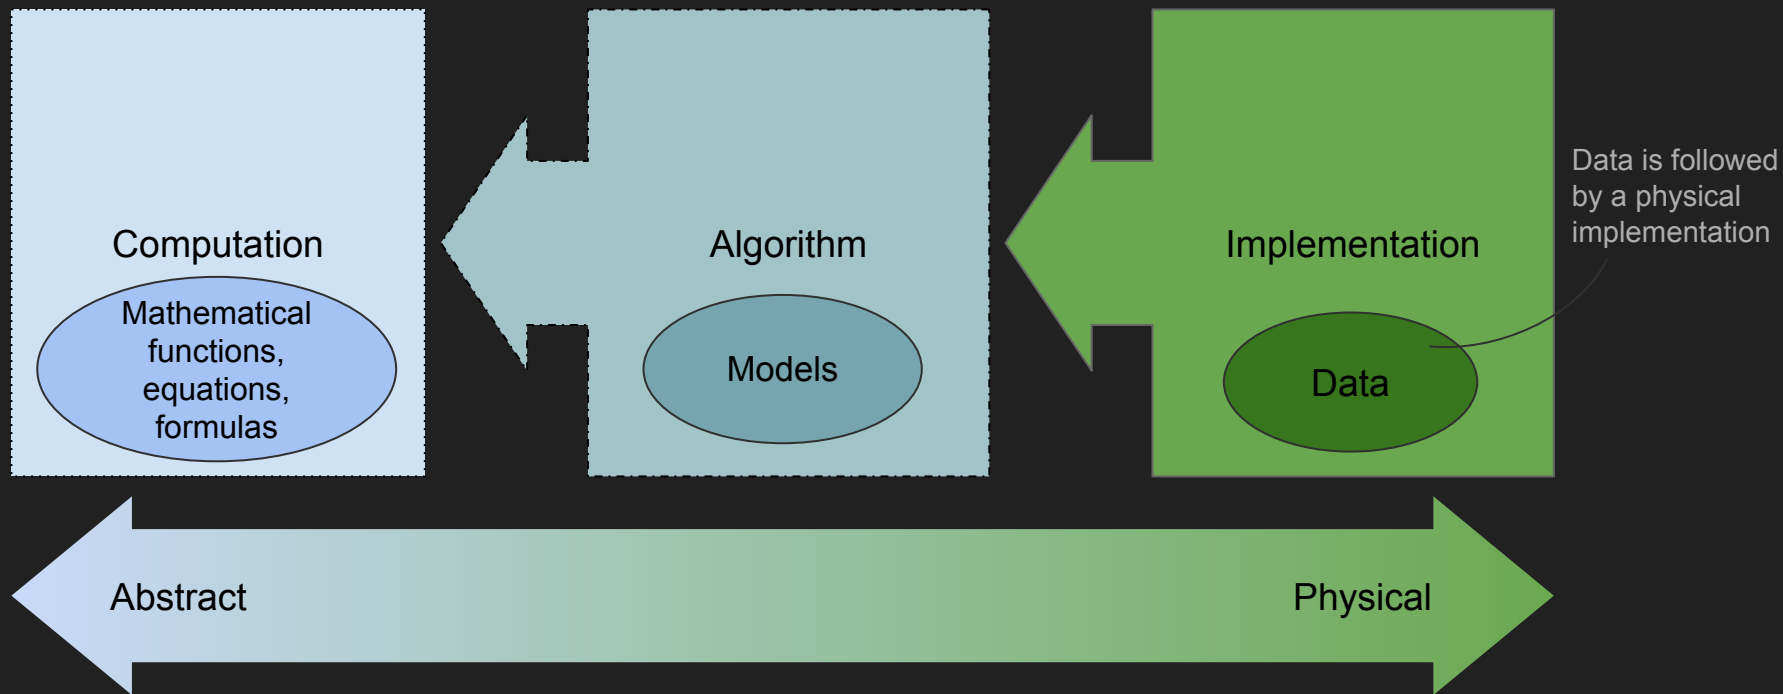 Computation
Mathematical
functions,
equations,
formulas
Algorithm
Models
Implementation
Data
Data is followed
by a physical
implementation
Abstract
Physical